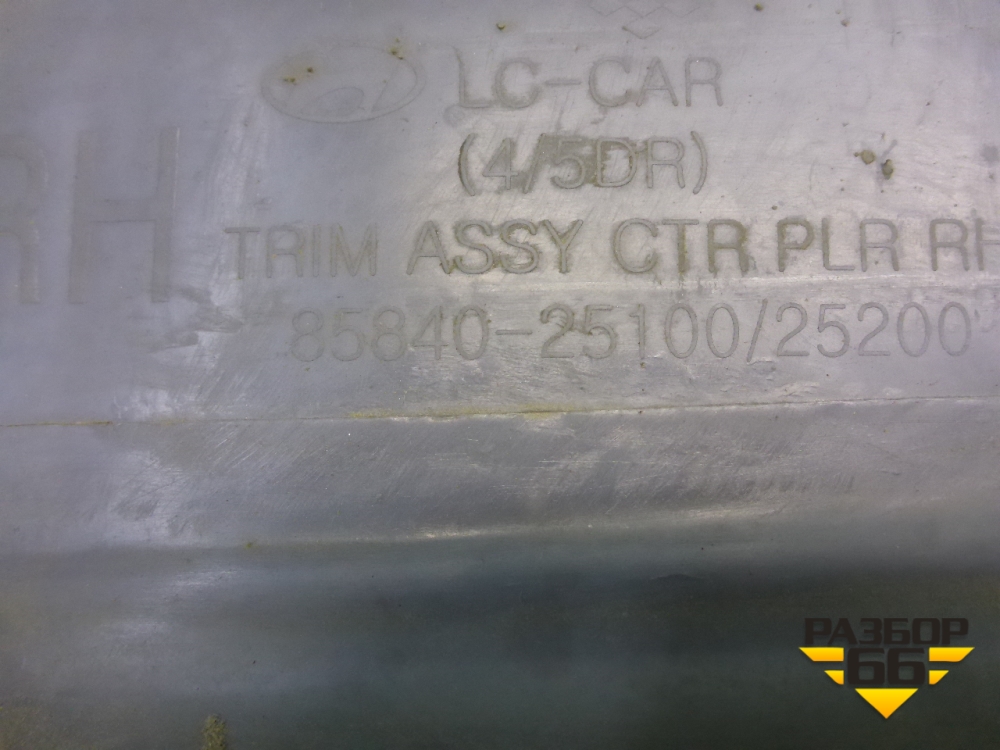 LC-CAR
(4/5DR)
RH
TRIM ASSY CTR PLR RH
85840-25100/25200
РАЗБОР
66